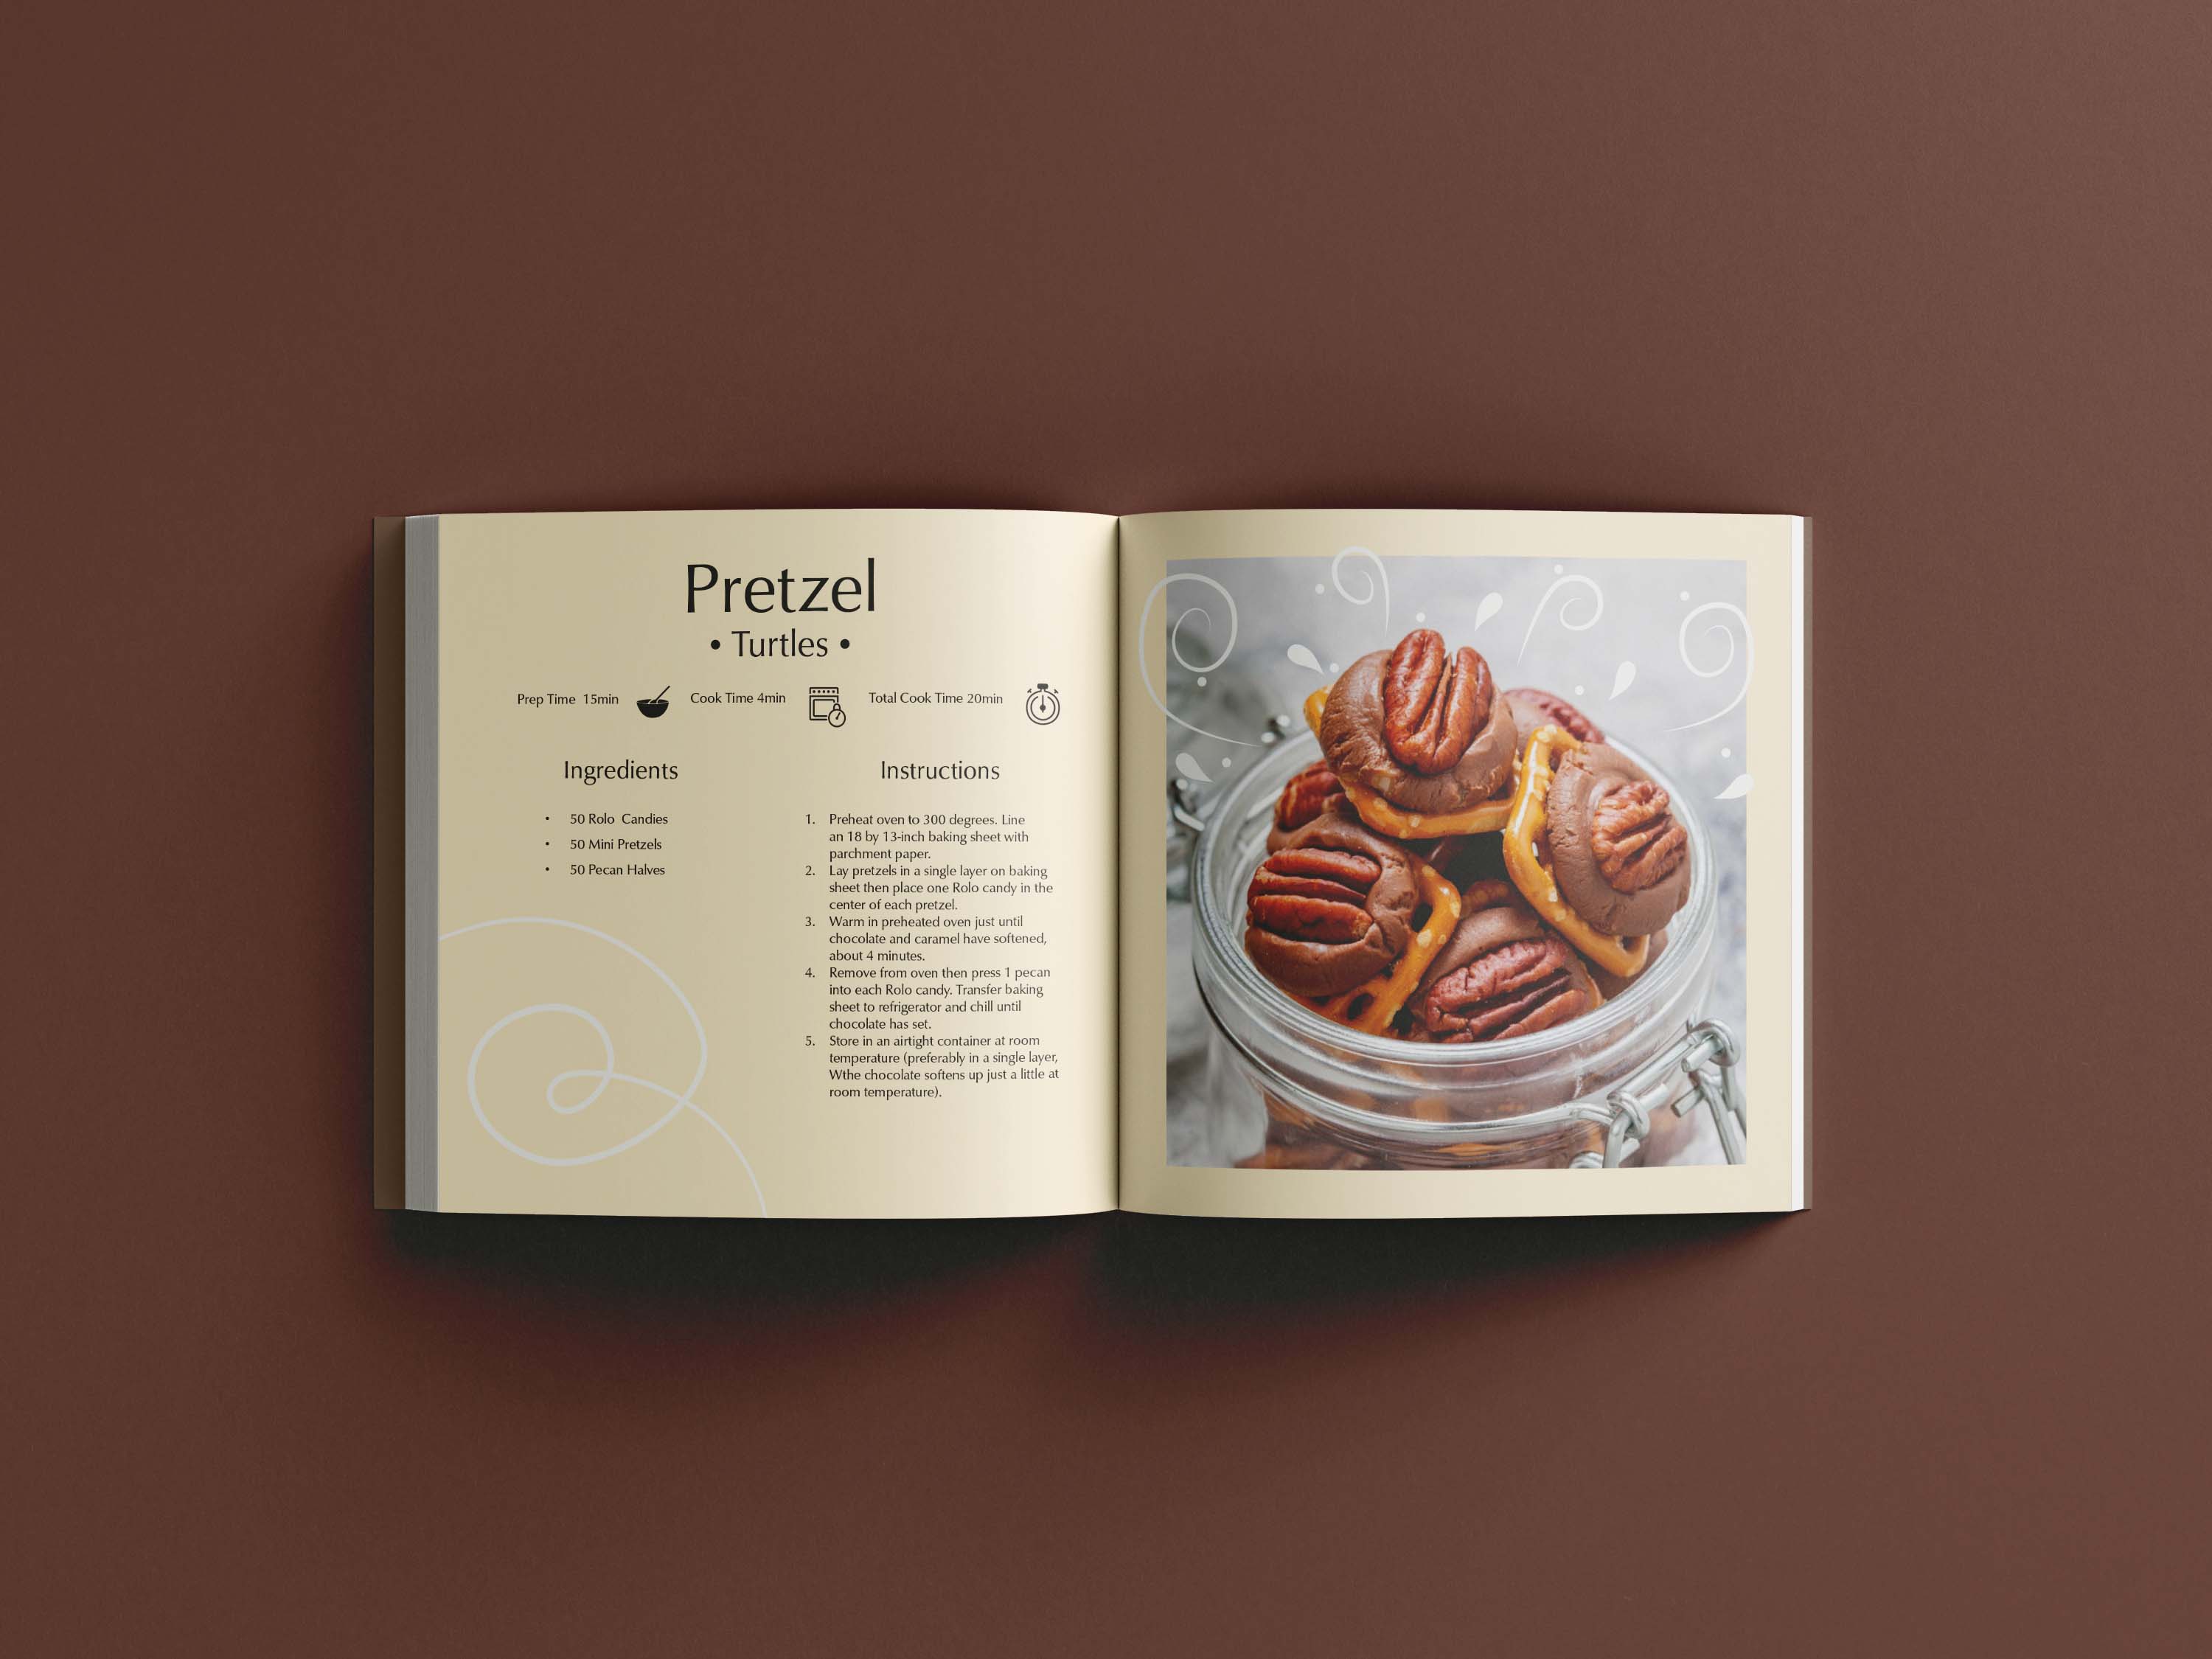 Pretzel
• Turtles •
Prep Time 15min
Cook Time 4min
Total Cook Time 20min
Ingredients
• 50 Rolo Candies
• 50 Mini Pretzels
• 50 Pecan Halves
Instructions
1. Preheat oven to 300 degrees. Line
an 18 by 13-inch baking sheet with
parchment paper.
2. Lay pretzels in a single layer on baking
sheet then place one Rolo candy in the
center of each pretzel.
3. Warm in preheated oven just until
chocolate and caramel have softened,
about 4 minutes.
4. Remove from oven then press 1 pecan
into each Rolo candy. Transfer baking
sheet to refrigerator and chill until
chocolate has set.
5. Store in an airtight container at room
temperature (preferably in a single layer,
Wthe chocolate softens up just a little at
room temperature).